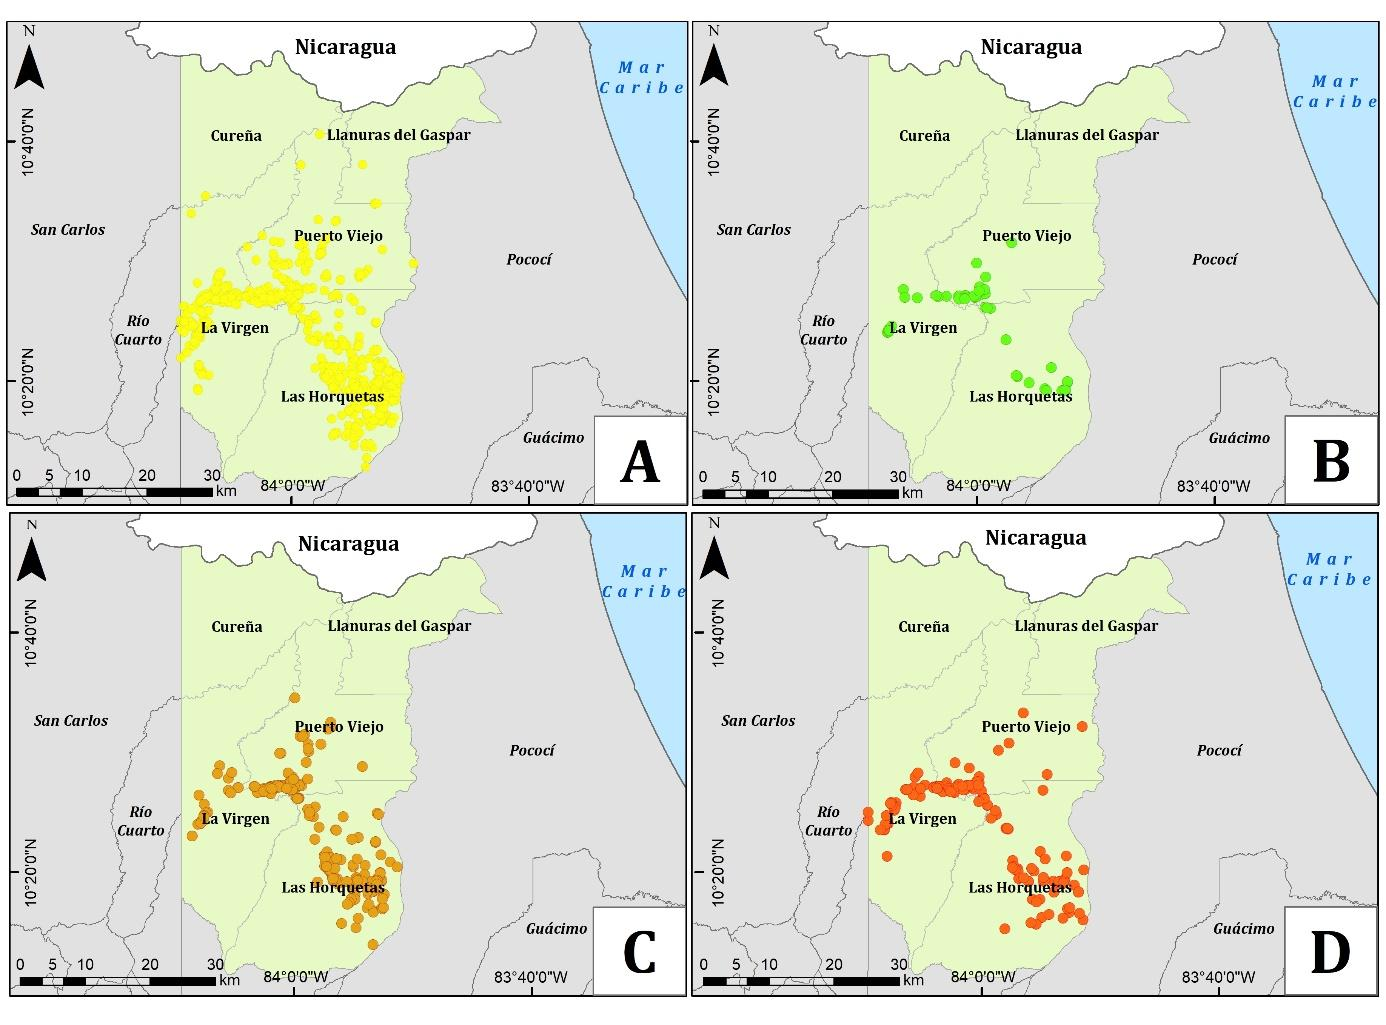 N
Nicaragua
Mar
Caribe
10°40'0"N
Cureña
Llanuras del Gaspar
San Carlos
Puerto Viejo
Pococí
Río
Cuarto
La Virgen
10°20'0"N
Las Horquetas
Guácimo
0 5 10 20 30
km
84°0'0"W
83°40'0"W
A
N
Nicaragua
Mar
Caribe
10°40'0"N
Cureña
Llanuras del Gaspar
San Carlos
Puerto Viejo
Pococí
Río
Cuarto
La Virgen
10°20'0"N
Las Horquetas
Guácimo
0 5 10 20 30
km
84°0'0"W
83°40'0"W
B
N
Nicaragua
Mar
Caribe
10°40'0"N
Cureña
Llanuras del Gaspar
San Carlos
Puerto Viejo
Pococí
Río
Cuarto
La Virgen
10°20'0"N
Las Horquetas
Guácimo
0 5 10 20 30
km
84°0'0"W
83°40'0"W
C
N
Nicaragua
Mar
Caribe
10°40'0"N
Cureña
Llanuras del Gaspar
San Carlos
Puerto Viejo
Pococí
Río
Cuarto
La Virgen
10°20'0"N
Las Horquetas
Guácimo
0 5 10 20 30
km
84°0'0"W
83°40'0"W
D